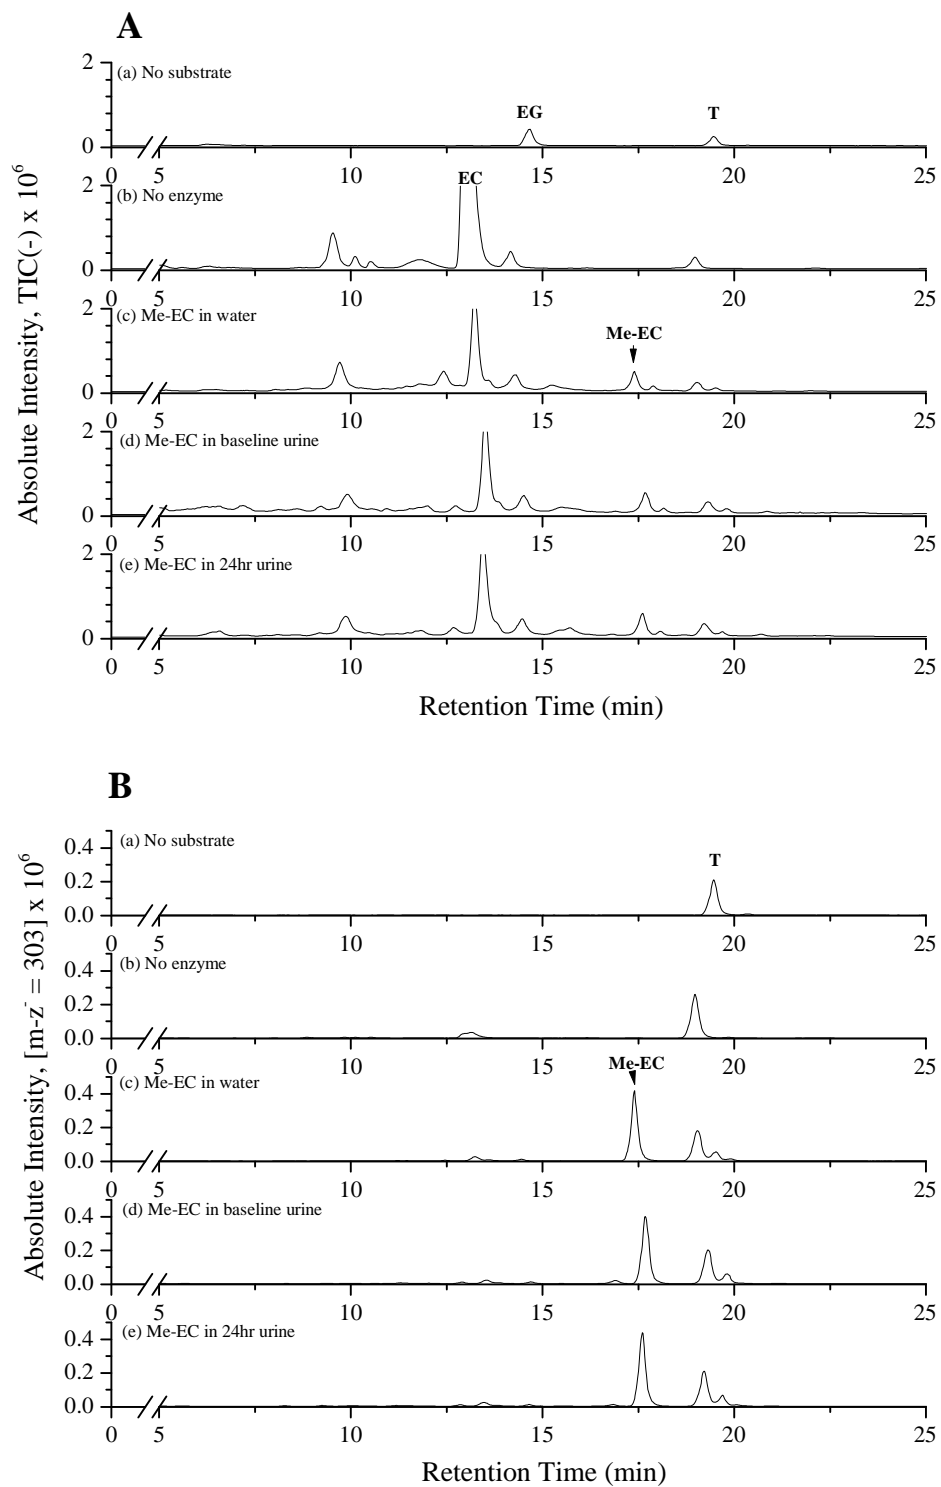 A
Absolute Intensity, TIC(-) x 10⁶
(a) No substrate
EG
T
2
0
0 5 10 15 20 25
(b) No enzyme
EC
2
0
0 5 10 15 20 25
(c) Me-EC in water
Me-EC
2
0
0 5 10 15 20 25
(d) Me-EC in baseline urine
2
0
0 5 10 15 20 25
(e) Me-EC in 24hr urine
2
0
0 5 10 15 20 25
Retention Time (min)
B
Absolute Intensity, [m-z⁻ = 303] x 10⁶
(a) No substrate
T
0.4
0.2
0.0
0 5 10 15 20 25
(b) No enzyme
0.4
0.2
0.0
0 5 10 15 20 25
(c) Me-EC in water
Me-EC
0.4
0.2
0.0
0 5 10 15 20 25
(d) Me-EC in baseline urine
0.4
0.2
0.0
0 5 10 15 20 25
(e) Me-EC in 24hr urine
0.4
0.2
0.0
0 5 10 15 20 25
Retention Time (min)